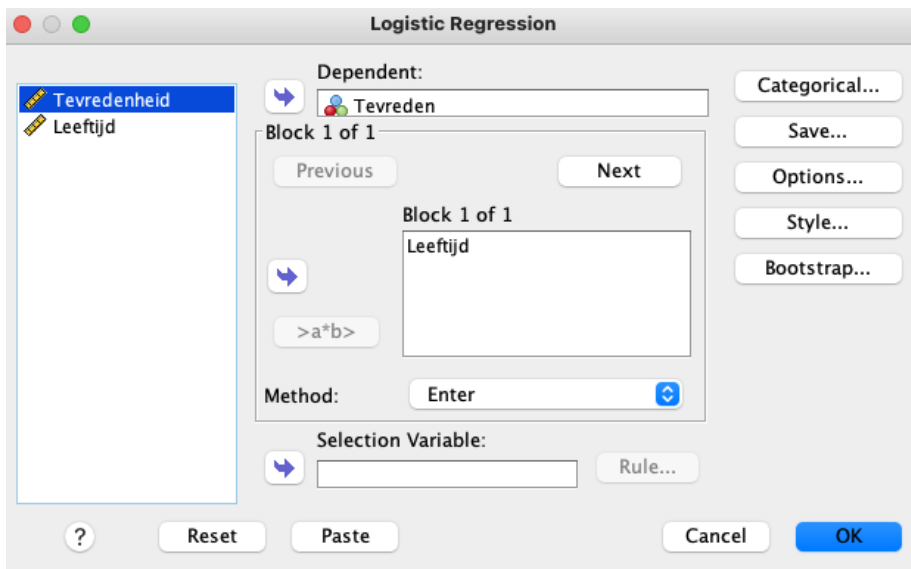 Logistic Regression
Tevredenheid
Leeftijd
Dependent:
Tevreden
Block 1 of 1
Previous
Next
Block 1 of 1
Leeftijd
>a*b>
Method:
Enter
Selection Variable:
Rule...
Categorical...
Save...
Options...
Style...
Bootstrap...
?
Reset
Paste
Cancel
OK